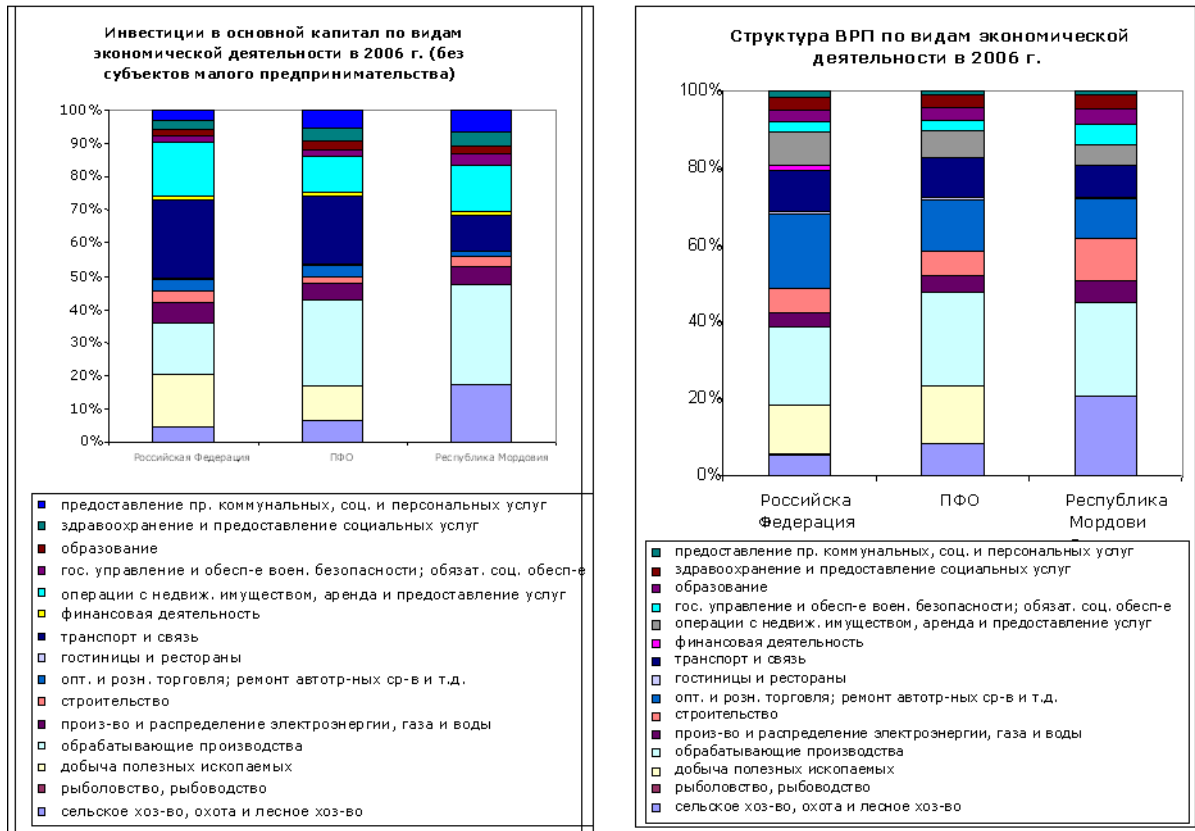 Инвестиции в основной капитал по видам
экономической деятельности в 2006 г. (без
субъектов малого предпринимательства)
100%
90%
80%
70%
60%
50%
40%
30%
20%
10%
0%
Российская Федерация
ПФО
Республика Мордовия
предоставление пр. коммунальных, соц. и персональных услуг
здравоохранение и предоставление социальных услуг
образование
гос. управление и обесп-е воен. безопасности; обязат. соц. обесп-е
операции с недвиж. имуществом, аренда и предоставление услуг
финансовая деятельность
транспорт и связь
гостиницы и рестораны
опт. и розн. торговля; ремонт автотр-ных ср-в и т.д.
строительство
произ-во и распределение электроэнергии, газа и воды
обрабатывающие производства
добыча полезных ископаемых
рыболовство, рыбоводство
сельское хоз-во, охота и лесное хоз-во
Структура ВРП по видам экономической
деятельности в 2006 г.
100%
80%
60%
40%
20%
0%
Российска
Федерация
ПФО
Республика
Мордови
предоставление пр. коммунальных, соц. и персональных услуг
здравоохранение и предоставление социальных услуг
образование
гос. управление и обесп-е воен. безопасности; обязат. соц. обесп-е
операции с недвиж. имуществом, аренда и предоставление услуг
финансовая деятельность
транспорт и связь
гостиницы и рестораны
опт. и розн. торговля; ремонт автотр-ных ср-в и т.д.
строительство
произ-во и распределение электроэнергии, газа и воды
обрабатывающие производства
добыча полезных ископаемых
рыболовство, рыбоводство
сельское хоз-во, охота и лесное хоз-во